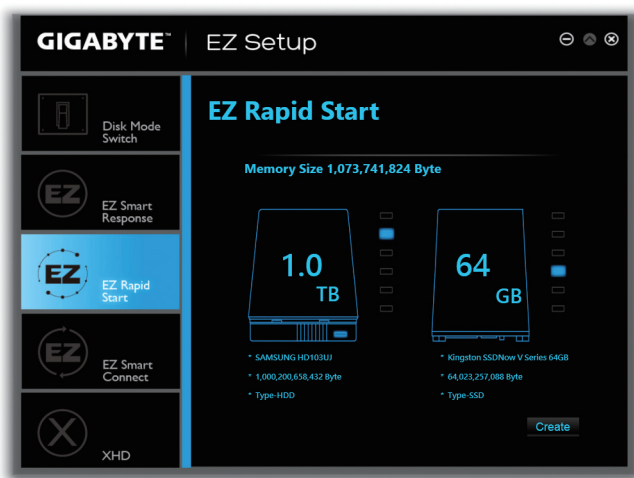 GIGABYTE™ EZ Setup
Disk Mode
Switch
EZ
EZ Smart
Response
EZ
EZ Rapid
Start
EZ
EZ Smart
Connect
X
XHD
EZ Rapid Start
Memory Size 1,073,741,824 Byte
1.0
TB
* SAMSUNG HD103UJ
* 1,000,200,658,432 Byte
* Type-HDD
64
GB
* Kingston SSDNow V Series 64GB
* 64,023,257,088 Byte
* Type-SSD
Create